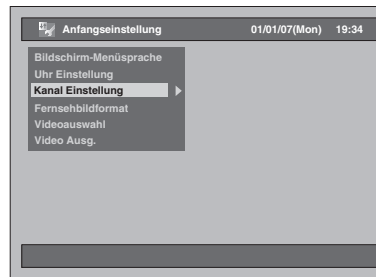 Anfangseinstellung 01/01/07(Mon) 19:34
Bildschirm-Menüsprache
Uhr Einstellung
Kanal Einstellung
Fernsehbildformat
Videoauswahl
Video Ausg.